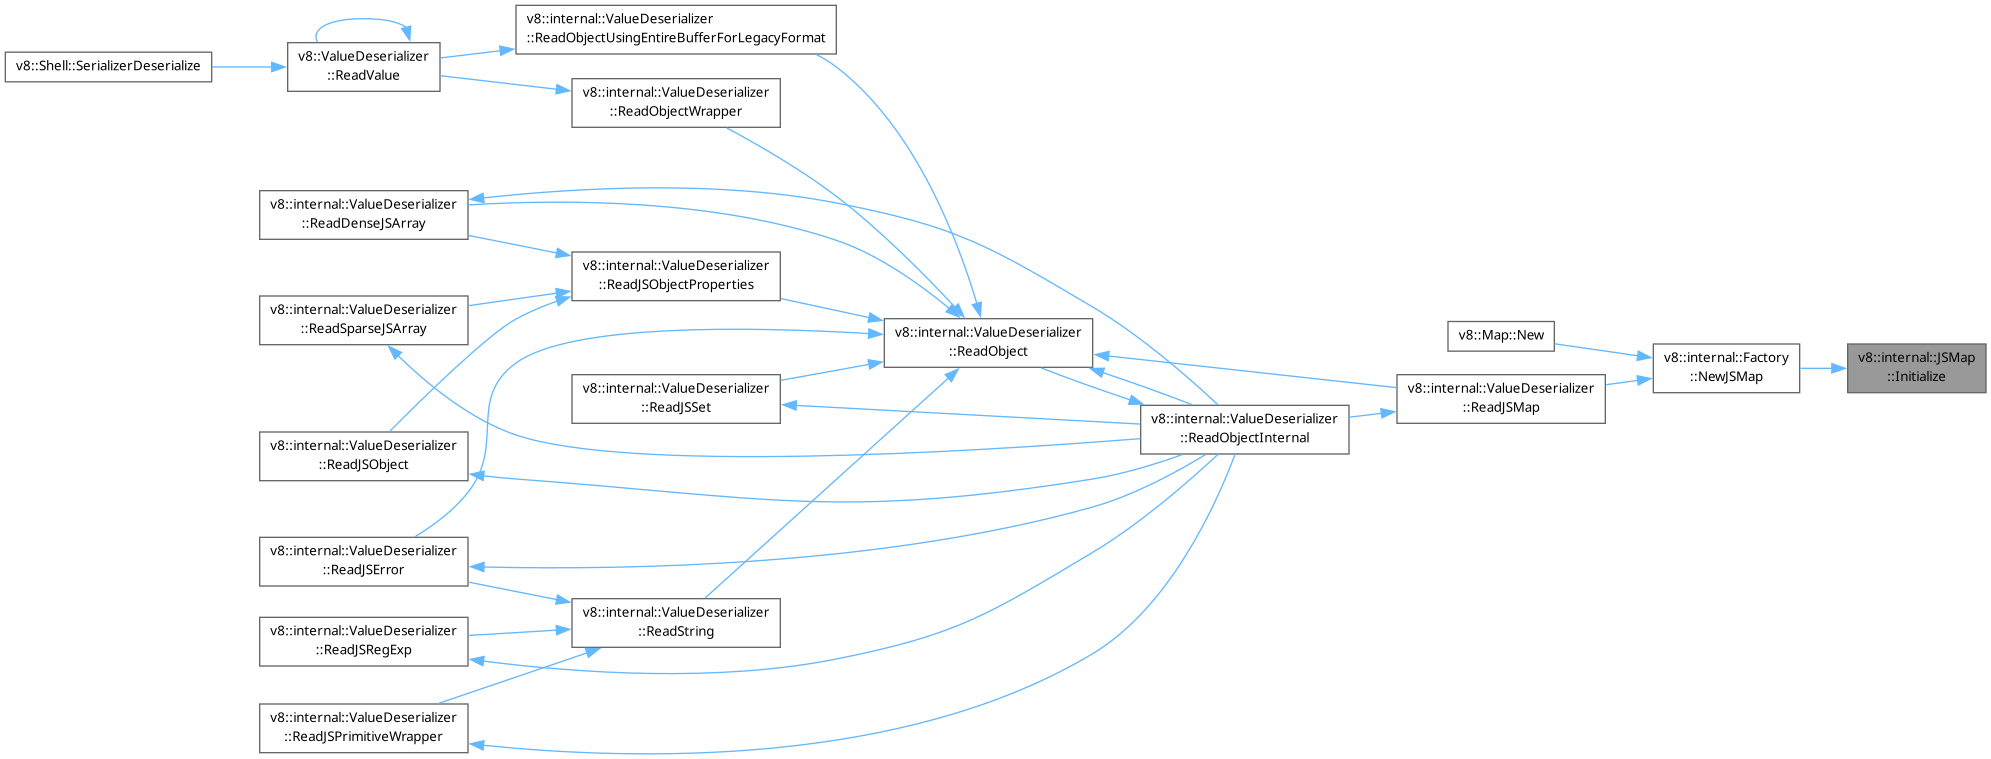 v8::internal::ValueDeserializer
::ReadObjectUsingEntireBufferForLegacyFormat
v8::Shell::SerializerDeserialize
v8::ValueDeserializer
::ReadValue
v8::internal::ValueDeserializer
::ReadObjectWrapper
v8::internal::ValueDeserializer
::ReadDenseJSArray
v8::internal::ValueDeserializer
::ReadJSObjectProperties
v8::internal::ValueDeserializer
::ReadSparseJSArray
v8::internal::ValueDeserializer
::ReadObject
v8::Map::New
v8::internal::Factory
::NewJSMap
v8::internal::JSMap
::Initialize
v8::internal::ValueDeserializer
::ReadJSSet
v8::internal::ValueDeserializer
::ReadJSMap
v8::internal::ValueDeserializer
::ReadObjectInternal
v8::internal::ValueDeserializer
::ReadJSObject
v8::internal::ValueDeserializer
::ReadJSError
v8::internal::ValueDeserializer
::ReadString
v8::internal::ValueDeserializer
::ReadJSRegExp
v8::internal::ValueDeserializer
::ReadJSPrimitiveWrapper